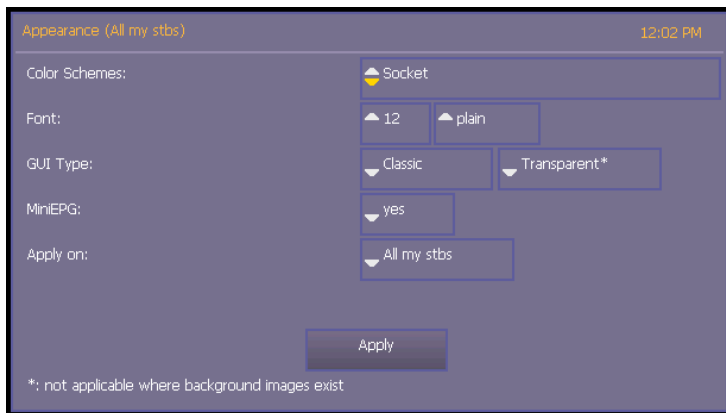 Appearance (All my stbs) 12:02 PM
Color Schemes: Socket
Font: 12 plain
GUI Type: Classic Transparent*
MiniEPG: yes
Apply on: All my stbs
Apply
*: not applicable where background images exist